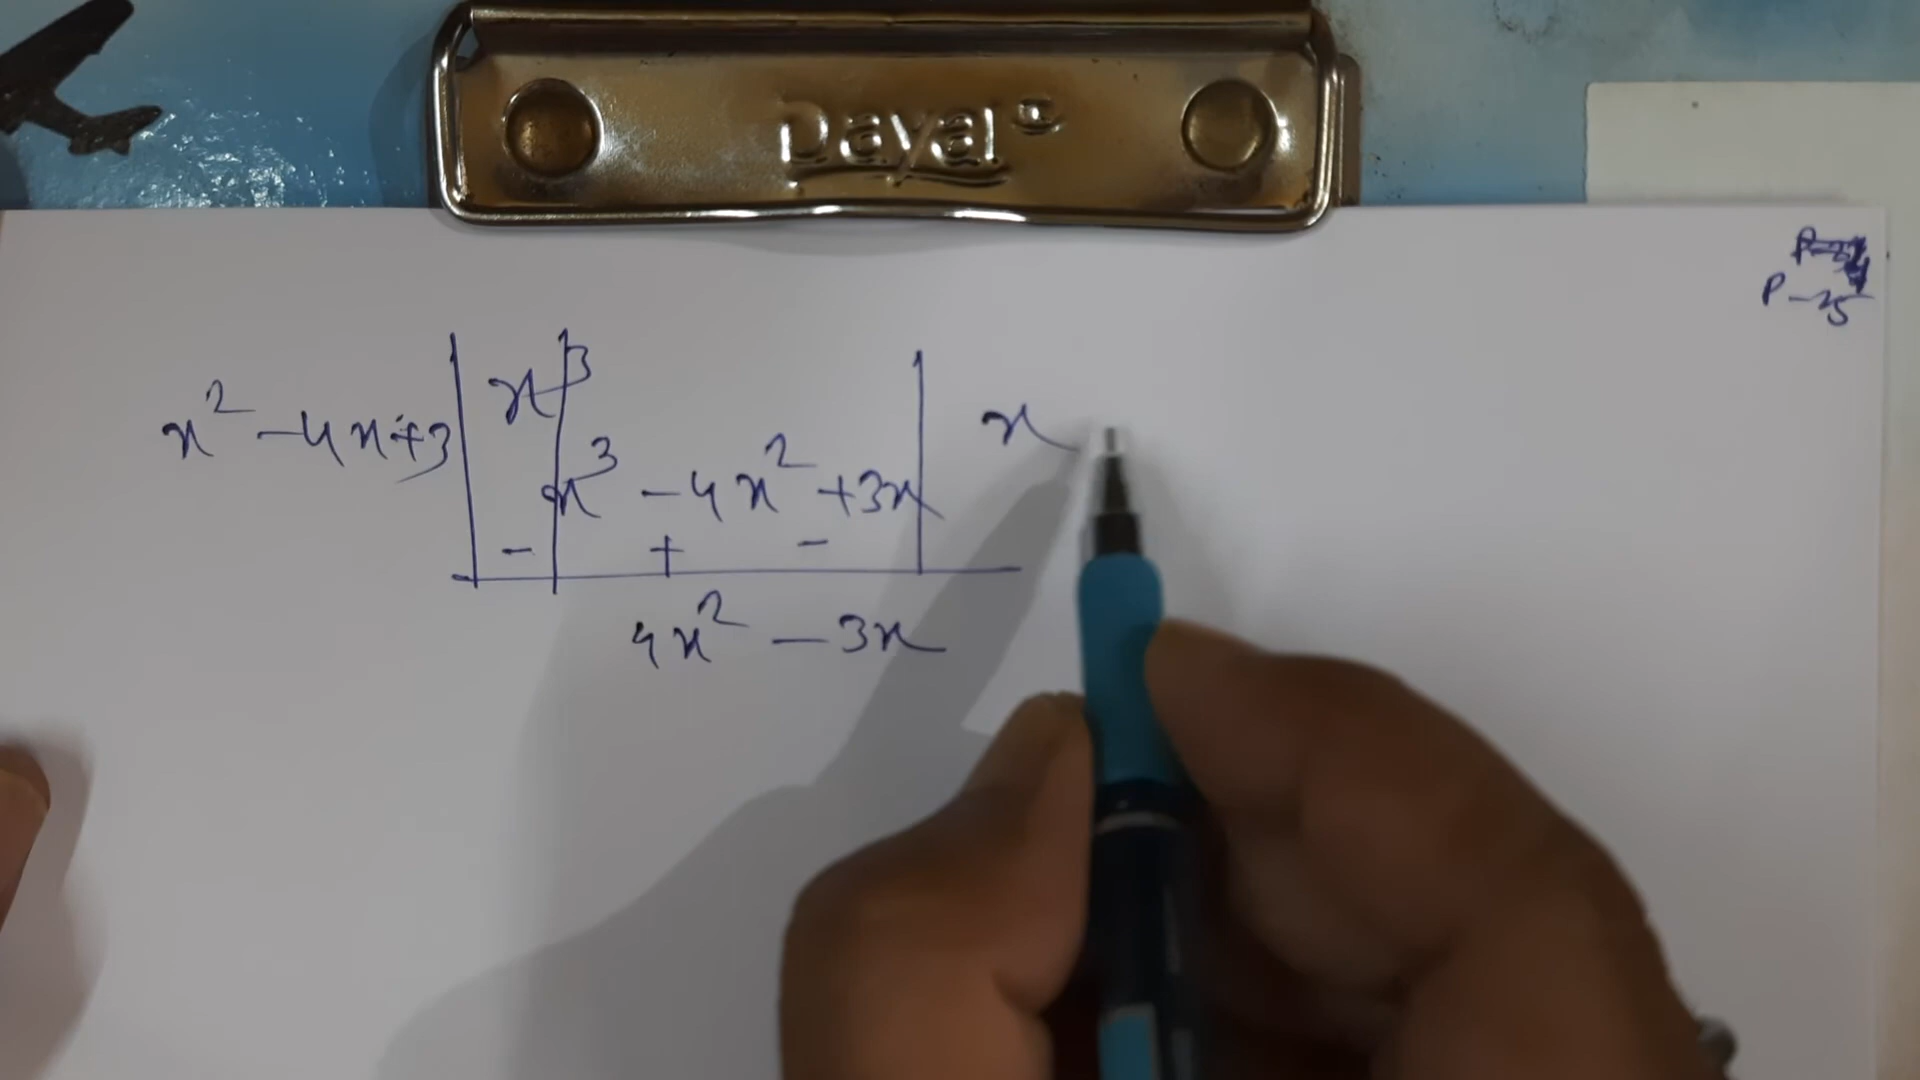 Dayal
P-25
x² - 4x + 3 | x³ | x
x³ - 4x² + 3x
- + -
4x² - 3x